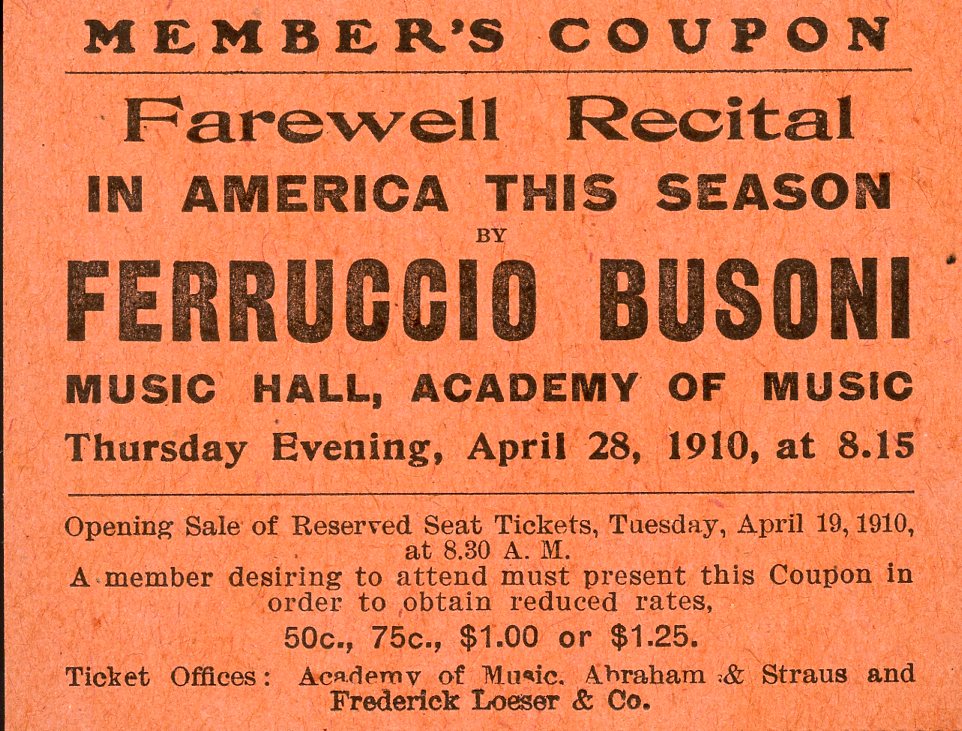 MEMBER'S COUPON
Farewell Recital
IN AMERICA THIS SEASON
BY
FERRUCCIO BUSONI
MUSIC HALL, ACADEMY OF MUSIC
Thursday Evening, April 28, 1910, at 8.15
Opening Sale of Reserved Seat Tickets, Tuesday, April 19, 1910,
at 8.30 A. M.
A member desiring to attend must present this Coupon in
order to obtain reduced rates,
50c., 75c., $1.00 or $1.25.
Ticket Offices: Academy of Music, Abraham & Straus and
Frederick Loeser & Co.